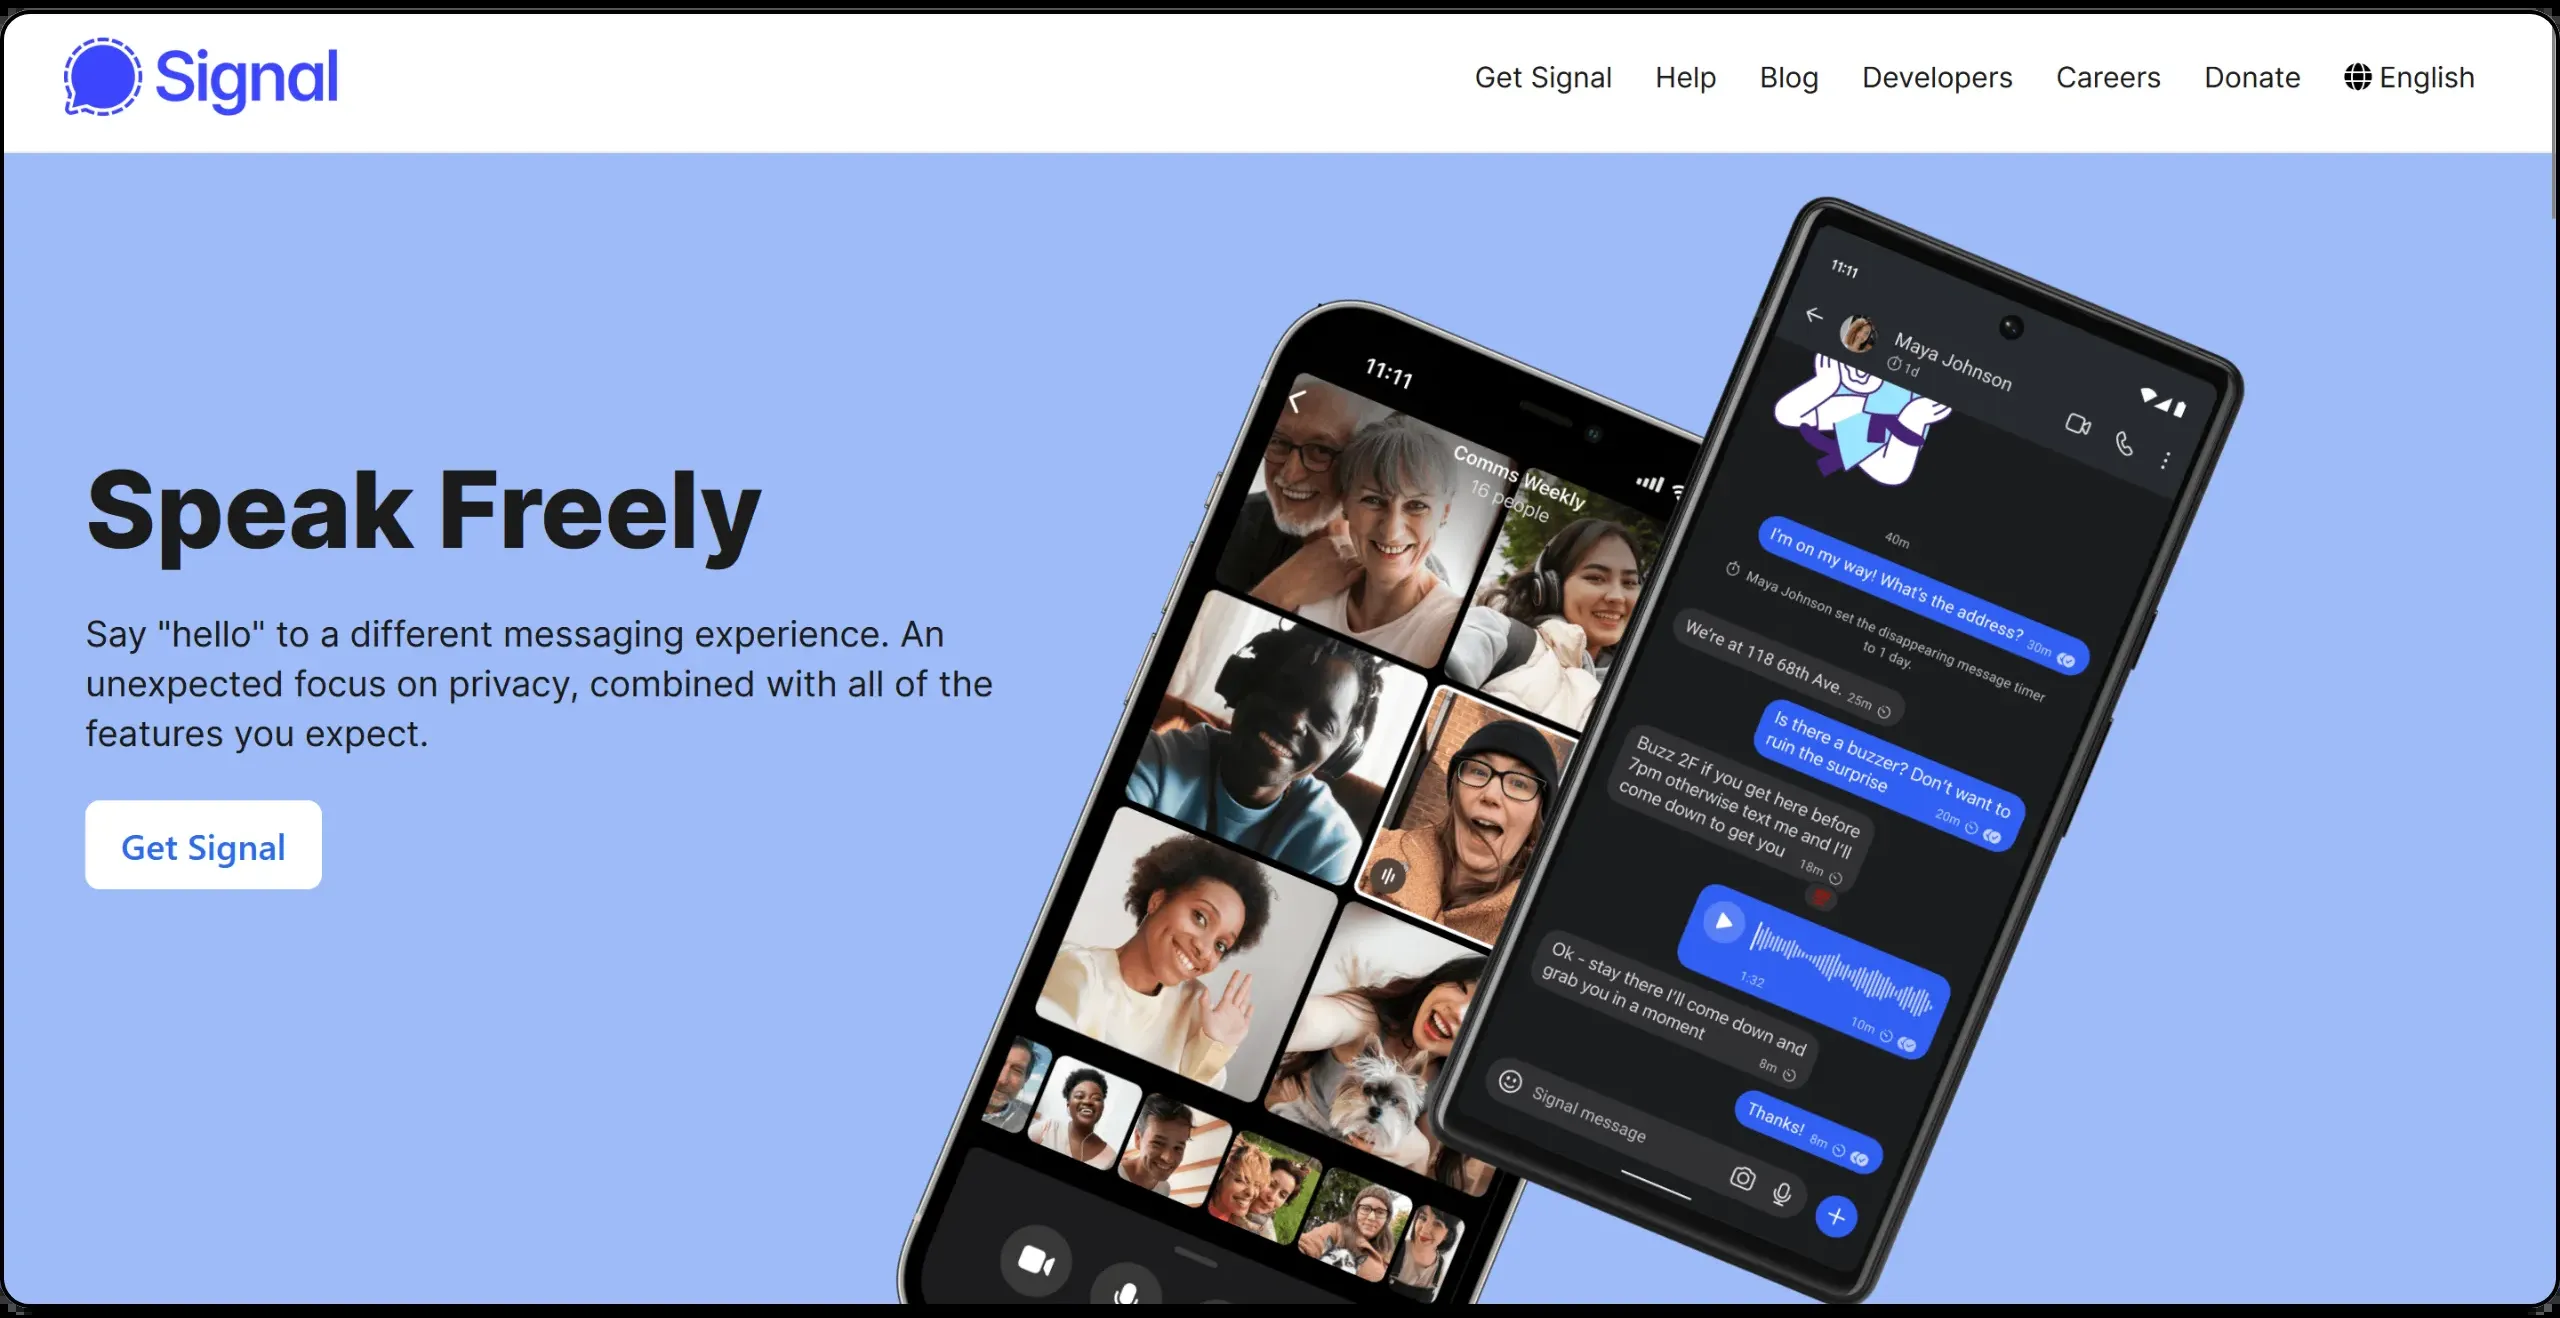 Signal
Get Signal
Help
Blog
Developers
Careers
Donate
English
Speak Freely
Say "hello" to a different messaging experience. An
unexpected focus on privacy, combined with all of the
features you expect.
Get Signal
11:11
Comms Weekly
16 people
11:11
Maya Johnson
1d
40m
I'm on my way! What's the address? 30m
Maya Johnson set the disappearing message timer
to 1 day.
We're at 118 68th Ave. 25m
Is there a buzzer? Don't want to
ruin the surprise
20m
Buzz 2F if you get here before
7pm otherwise text me and I'll
come down to get you
18m
1:32
10m
Ok - stay there I'll come down and
grab you in a moment
8m
Thanks! 8m
Signal message